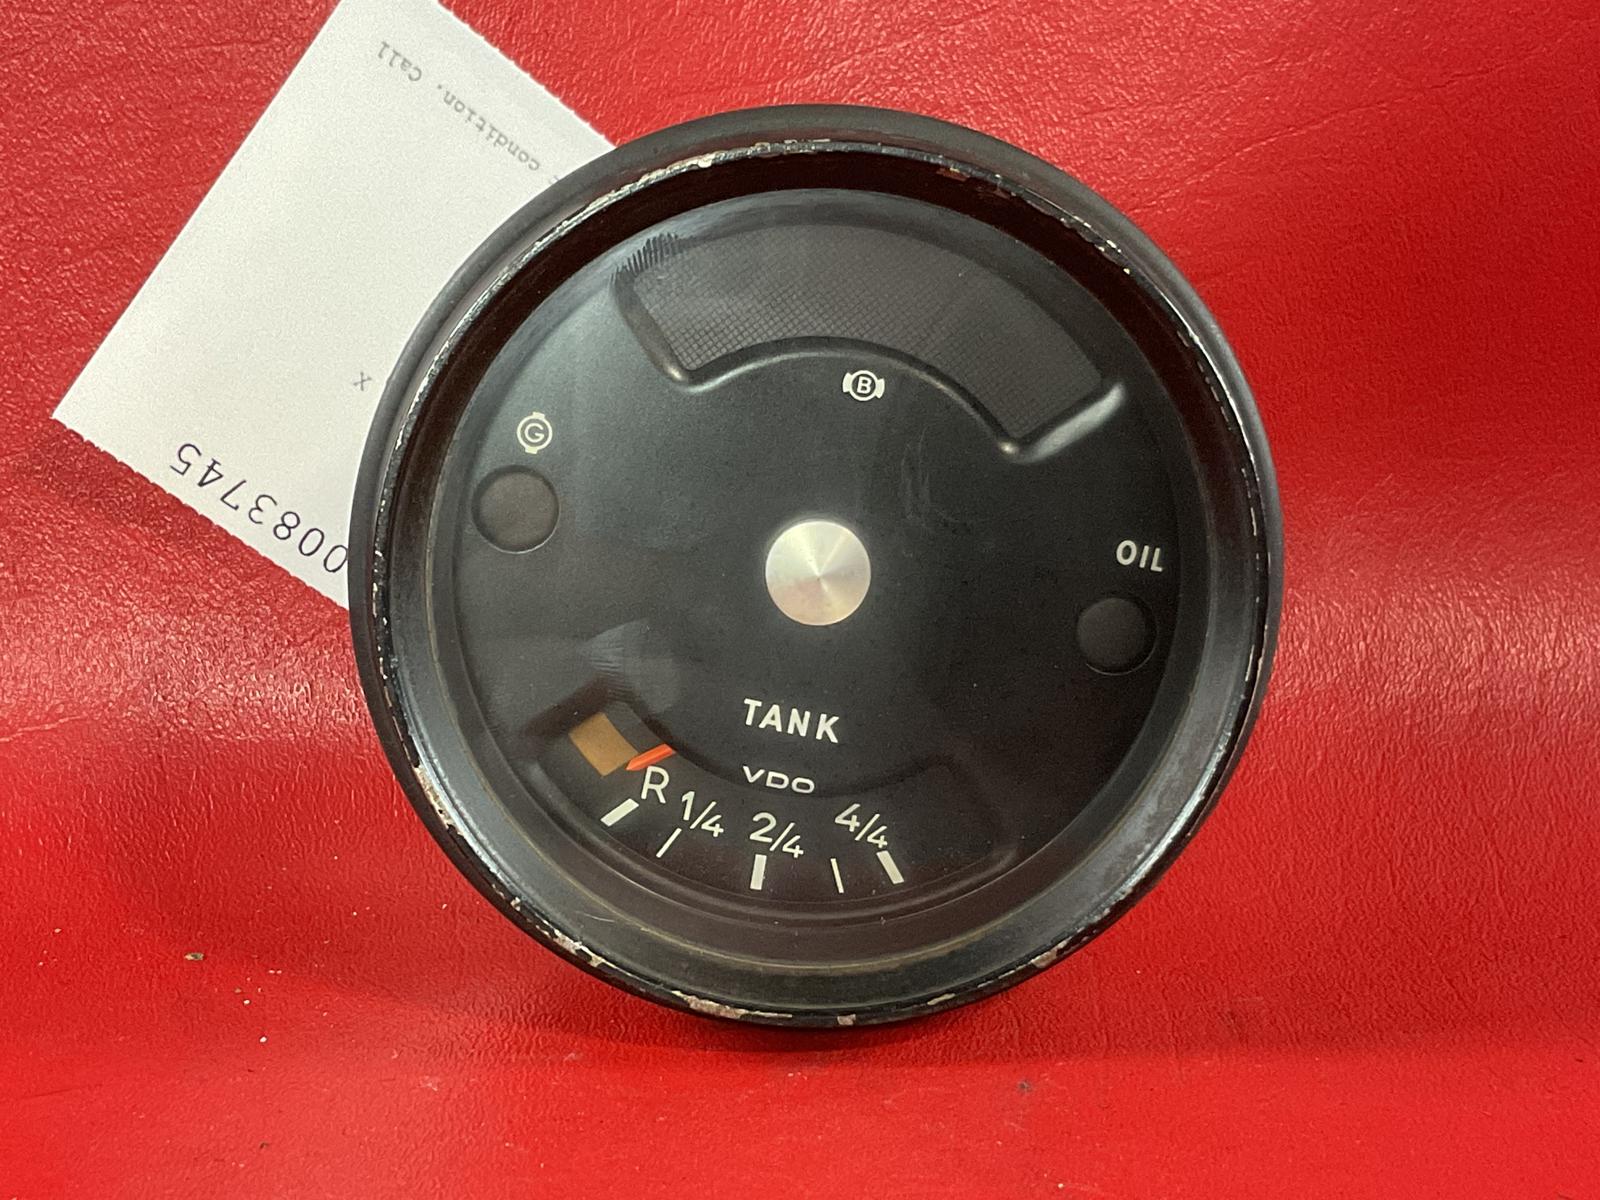 condition. Call
x
0083745
B
G
OIL
TANK
VDO
R 1/4 2/4 4/4